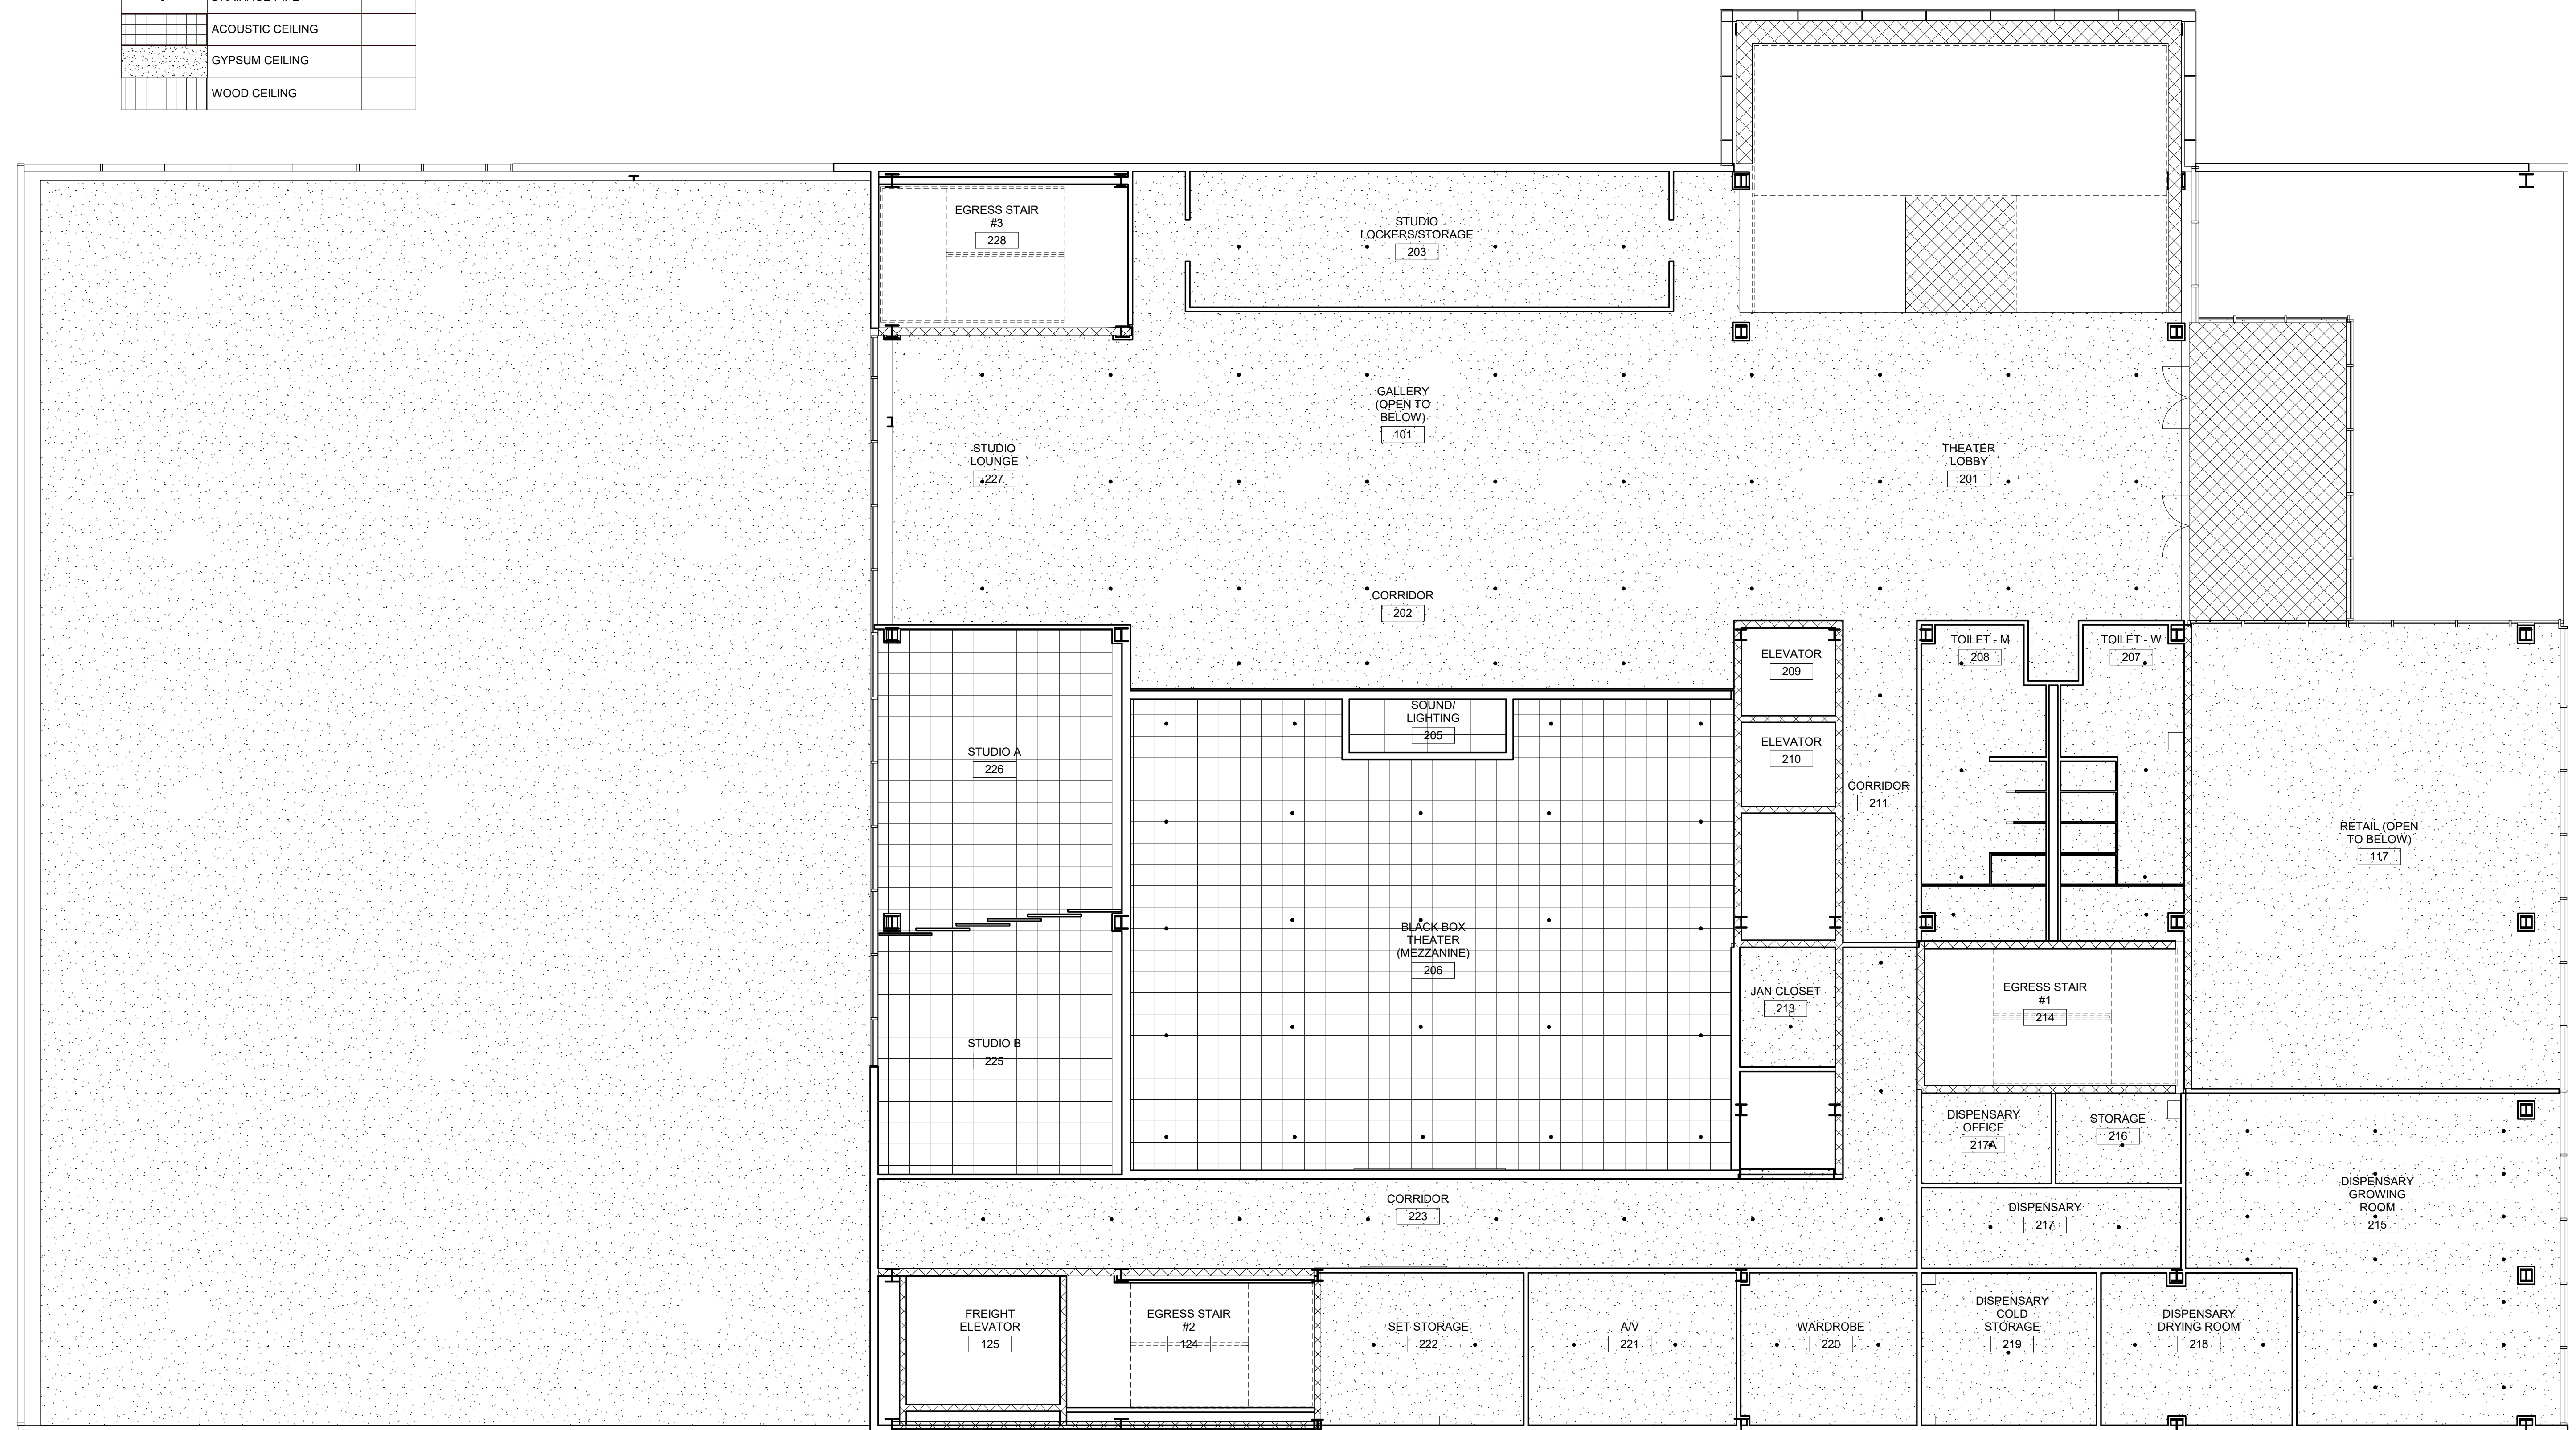 DRAINAGE PIPE
ACOUSTIC CEILING
GYPSUM CEILING
WOOD CEILING
EGRESS STAIR
#3
228
STUDIO
LOCKERS/STORAGE
203
GALLERY
(OPEN TO
BELOW)
101
STUDIO
LOUNGE
227
THEATER
LOBBY
201
CORRIDOR
202
TOILET - M
208
TOILET - W
207
ELEVATOR
209
SOUND/
LIGHTING
205
ELEVATOR
210
STUDIO A
226
CORRIDOR
211
RETAIL (OPEN
TO BELOW)
117
BLACK BOX
THEATER
(MEZZANINE)
206
JAN CLOSET
213
EGRESS STAIR
#1
214
STUDIO B
225
DISPENSARY
OFFICE
217A
STORAGE
216
DISPENSARY
GROWING
ROOM
215
CORRIDOR
223
DISPENSARY
217
FREIGHT
ELEVATOR
125
EGRESS STAIR
#2
124
SET STORAGE
222
A/V
221
WARDROBE
220
DISPENSARY
COLD
STORAGE
219
DISPENSARY
DRYING ROOM
218